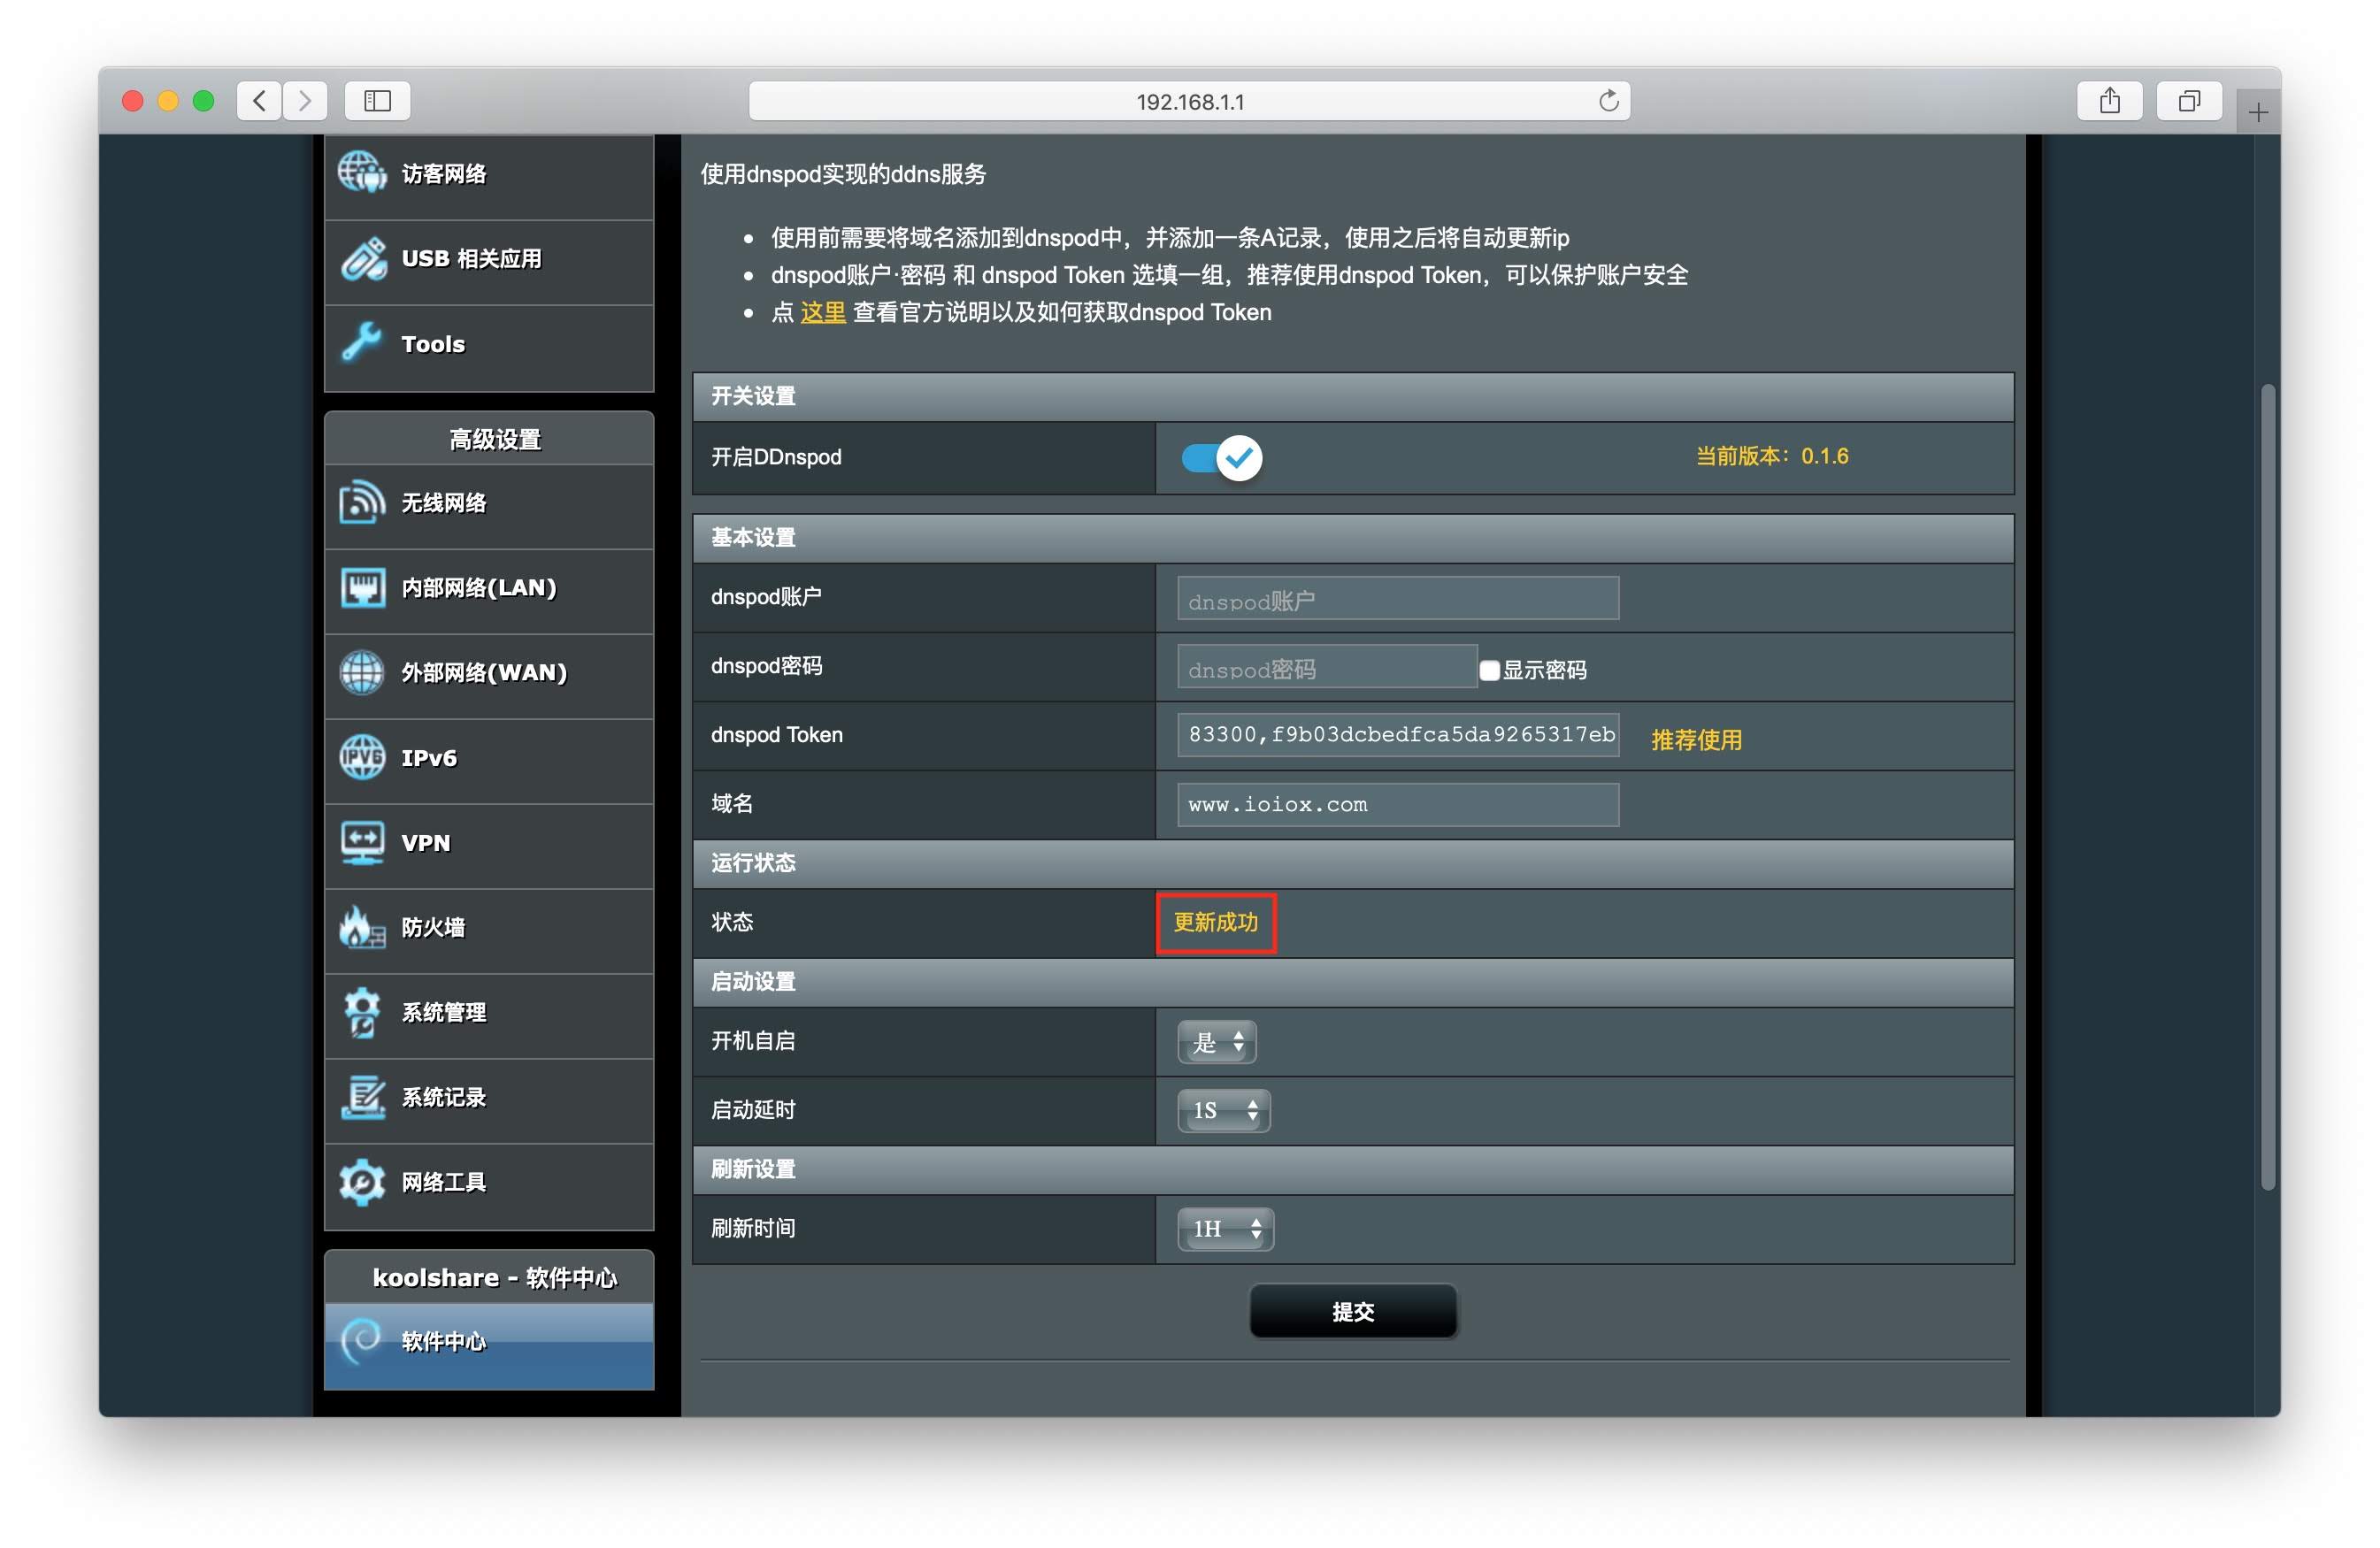 192.168.1.1
访客网络
USB 相关应用
Tools
高级设置
无线网络
内部网络(LAN)
外部网络(WAN)
IPv6
VPN
防火墙
系统管理
系统记录
网络工具
koolshare - 软件中心
软件中心
使用dnspod实现的ddns服务
使用前需要将域名添加到dnspod中，并添加一条A记录，使用之后将自动更新ip
dnspod账户·密码 和 dnspod Token 选填一组，推荐使用dnspod Token，可以保护账户安全
点 这里 查看官方说明以及如何获取dnspod Token
开关设置
开启DDnspod 当前版本：0.1.6
基本设置
dnspod账户 dnspod账户
dnspod密码 dnspod密码 显示密码
dnspod Token 83300,f9b03dcbedfca5da9265317eb 推荐使用
域名 www.ioiox.com
运行状态
状态 更新成功
启动设置
开机自启 是
启动延时 1S
刷新设置
刷新时间 1H
提交